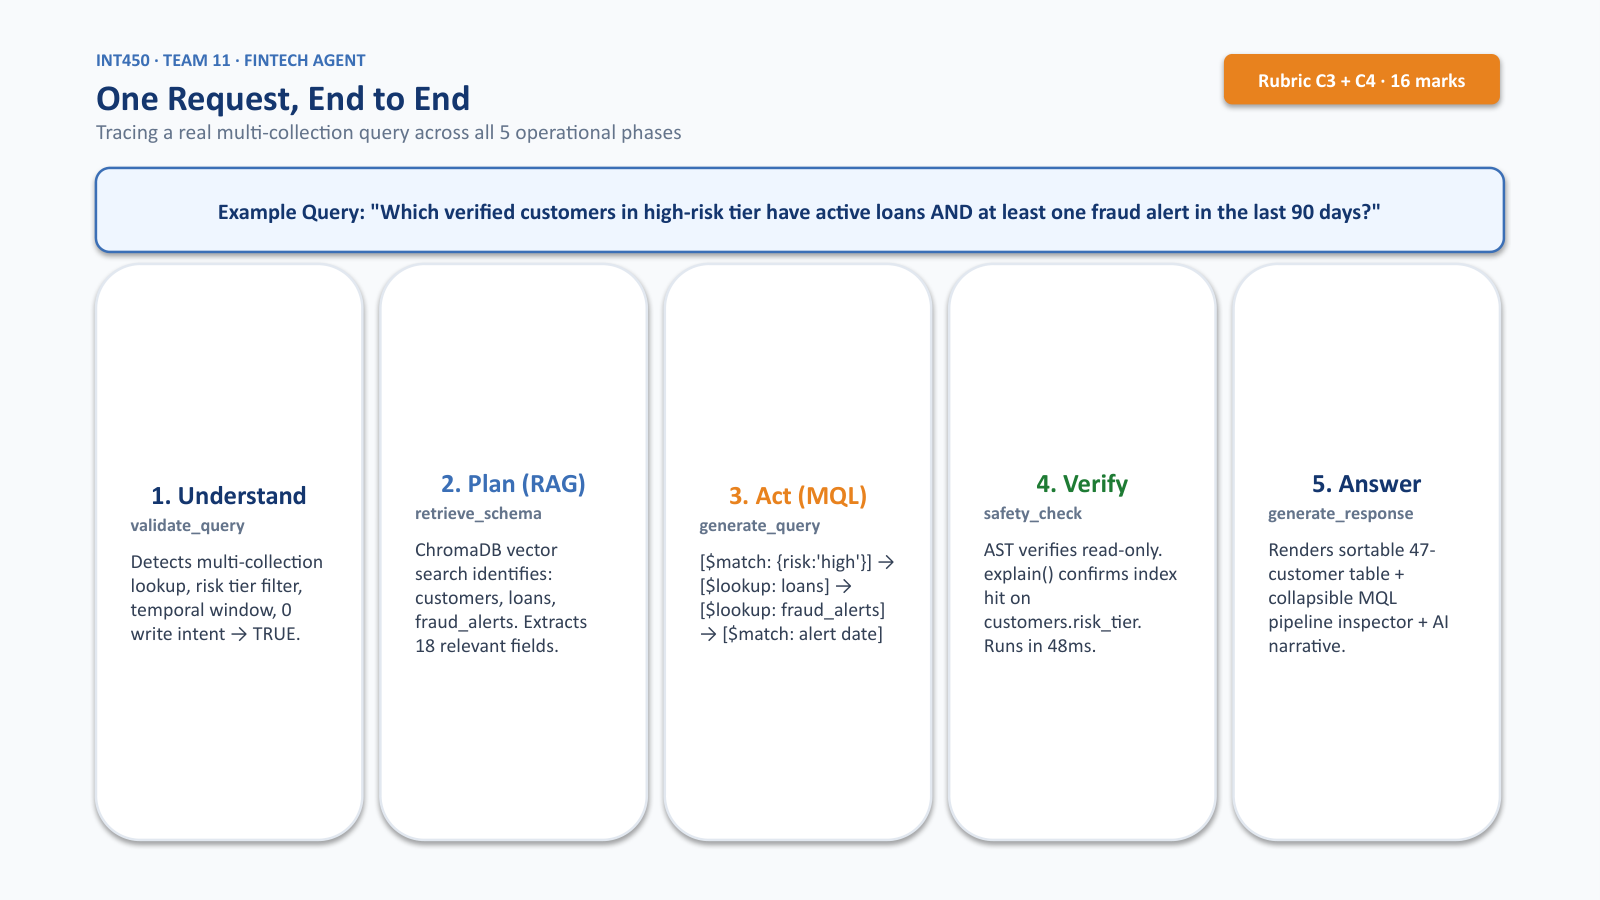 INT450 · TEAM 11 · FINTECH AGENT
One Request, End to End
Tracing a real multi-collection query across all 5 operational phases
Rubric C3 + C4 · 16 marks
Example Query: "Which verified customers in high-risk tier have active loans AND at least one fraud alert in the last 90 days?"
1. Understand
validate_query
Detects multi-collection
lookup, risk tier filter,
temporal window, 0
write intent → TRUE.
2. Plan (RAG)
retrieve_schema
ChromaDB vector
search identifies:
customers, loans,
fraud_alerts. Extracts
18 relevant fields.
3. Act (MQL)
generate_query
[$match: {risk:'high'}] →
[$lookup: loans] →
[$lookup: fraud_alerts]
→ [$match: alert date]
4. Verify
safety_check
AST verifies read-only.
explain() confirms index
hit on
customers.risk_tier.
Runs in 48ms.
5. Answer
generate_response
Renders sortable 47-
customer table +
collapsible MQL
pipeline inspector + AI
narrative.